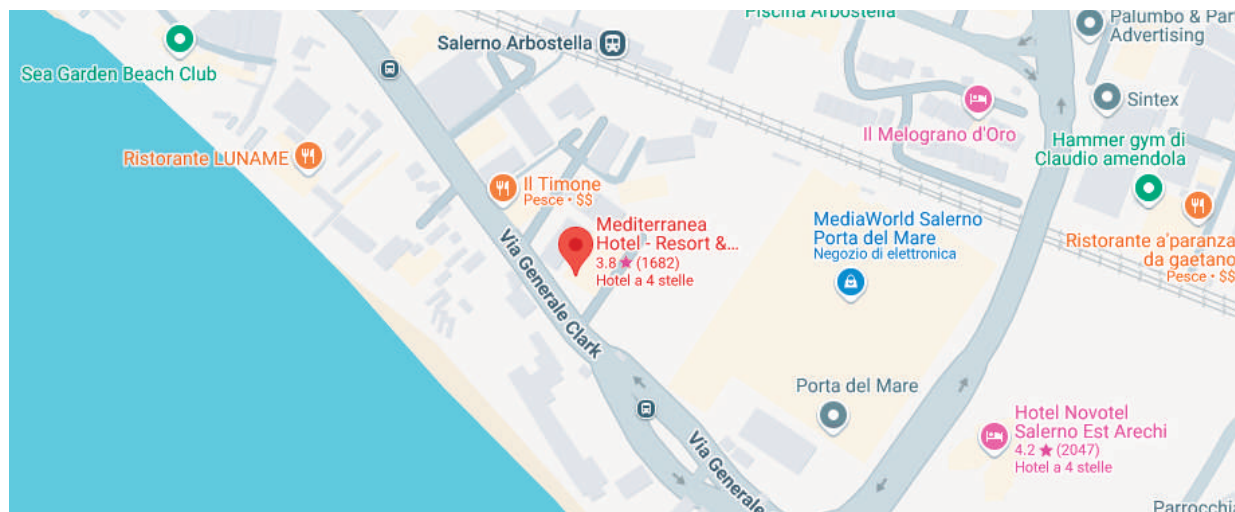 Piscina Arbostella
Palumbo & Par
Advertising
Salerno Arbostella
Sea Garden Beach Club
Sintex
Il Melograno d'Oro
Hammer gym di
Claudio amendola
Ristorante LUNAME
Il Timone
Pesce • $$
Mediterranea
Hotel - Resort &...
3.8 ★ (1682)
Hotel a 4 stelle
MediaWorld Salerno
Porta del Mare
Negozio di elettronica
Ristorante a'paranza
da gaetano
Pesce • $$
Via Generale Clark
Porta del Mare
Hotel Novotel
Salerno Est Arechi
4.2 ★ (2047)
Hotel a 4 stelle
Via Generale
Parrocchia